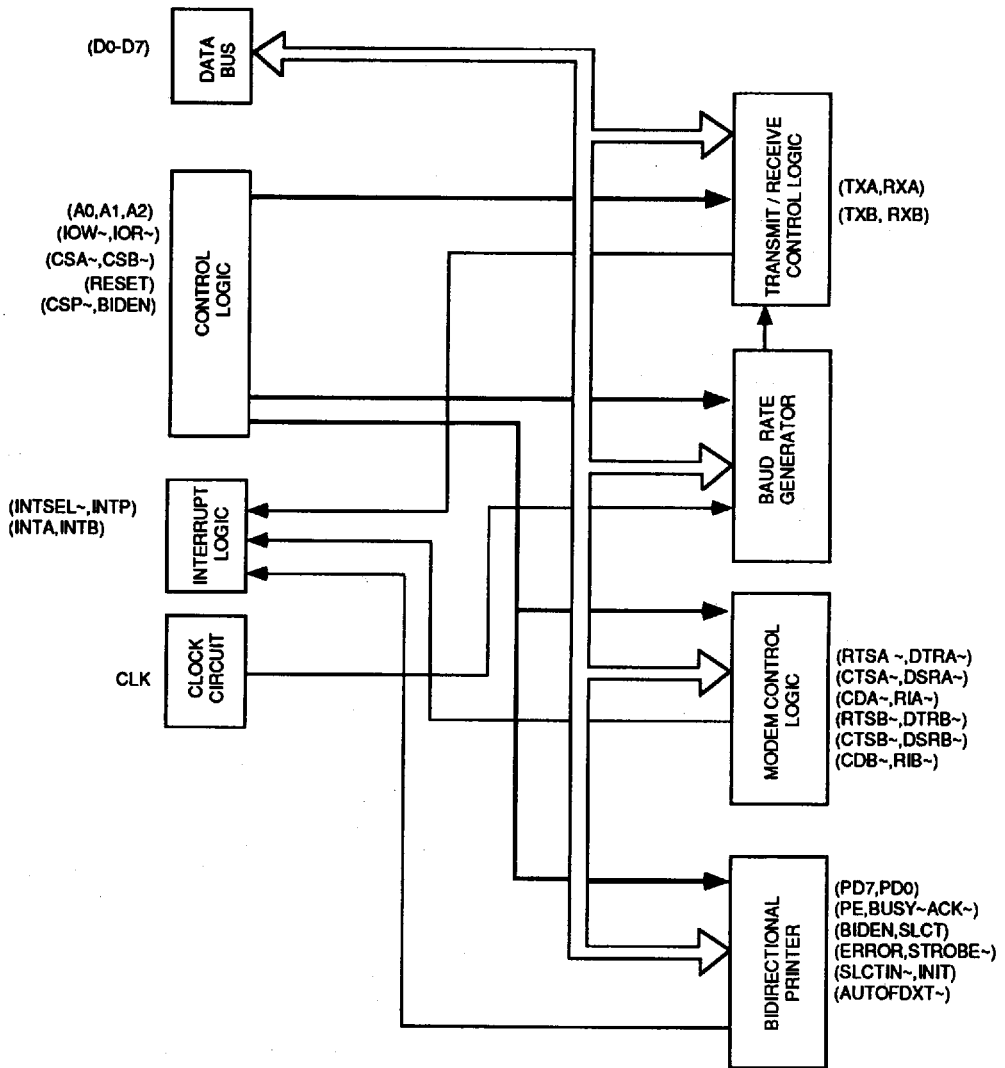 (D0-D7)
DATA
BUS
(A0,A1,A2)
(IOW~,IOR~)
(CSA~,CSB~)
(RESET)
(CSP~,BIDEN)
CONTROL
LOGIC
(INTSEL~,INTP)
(INTA,INTB)
INTERRUPT
LOGIC
CLK
CLOCK
CIRCUIT
TRANSMIT / RECEIVE
CONTROL LOGIC
(TXA,RXA)
(TXB, RXB)
BAUD RATE
GENERATOR
MODEM CONTROL
LOGIC
(RTSA ~,DTRA~)
(CTSA~,DSRA~)
(CDA~,RIA~)
(RTSB~,DTRB~)
(CTSB~,DSRB~)
(CDB~,RIB~)
BIDIRECTIONAL
PRINTER
(PD7,PD0)
(PE,BUSY~ACK~)
(BIDEN,SLCT)
(ERROR,STROBE~)
(SLCTIN~,INIT)
(AUTOFDXT~)